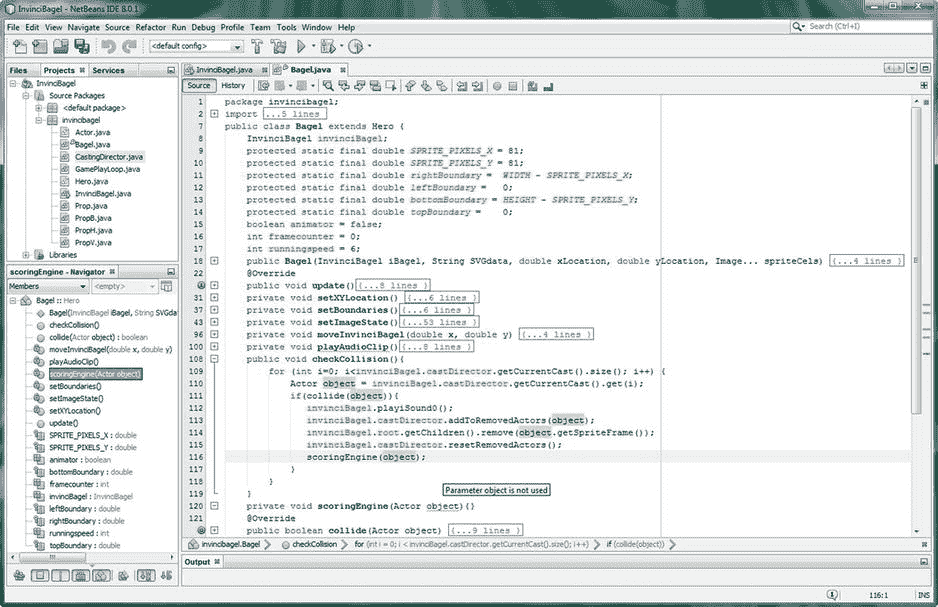 InvinciBagel - NetBeans IDE 8.0.1
File Edit View Navigate Source Refactor Run Debug Profile Team Tools Window Help
Search (Ctrl+I)
<default config>
Files Projects Services
InvinciBagel
Source Packages
<default package>
invincibagel
Actor.java
Bagel.java
CastingDirector.java
GamePlayLoop.java
Hero.java
InvinciBagel.java
Prop.java
PropB.java
PropH.java
PropV.java
Libraries
scoringEngine - Navigator
Members <empty>
Bagel :: Hero
Bagel(InvinciBagel iBagel, String SVGdata
checkCollision()
collide(Actor object) : boolean
moveInvinciBagel(double x, double y)
playAudioClip()
scoringEngine(Actor object)
setBoundaries()
setImageState()
setXYLocation()
update()
SPRITE_PIXELS_X : double
SPRITE_PIXELS_Y : double
animator : boolean
bottomBoundary : double
framecounter : int
invinciBagel : InvinciBagel
leftBoundary : double
rightBoundary : double
runningspeed : int
topBoundary : double
InvinciBagel.java Bagel.java
Source History
1 package invincibagel;
2 import {...5 lines }
7 public class Bagel extends Hero {
8 InvinciBagel invinciBagel;
9 protected static final double SPRITE_PIXELS_X = 81;
10 protected static final double SPRITE_PIXELS_Y = 81;
11 protected static final double rightBoundary = WIDTH - SPRITE_PIXELS_X;
12 protected static final double leftBoundary = 0;
13 protected static final double bottomBoundary = HEIGHT - SPRITE_PIXELS_Y;
14 protected static final double topBoundary = 0;
15 boolean animator = false;
16 int framecounter = 0;
17 int runningspeed = 6;
18 public Bagel(InvinciBagel iBagel, String SVGdata, double xLocation, double yLocation, Image... spriteCels) {...4 lines }
22 @Override
public void update() {...8 lines }
31 private void setXYLocation() {...6 lines }
37 private void setBoundaries() {...6 lines }
43 private void setImageState() {...53 lines }
96 private void moveInvinciBagel(double x, double y) {...4 lines }
100 private void playAudioClip() {...8 lines }
108 public void checkCollision(){
109 for (int i=0; i<invinciBagel.castDirector.getCurrentCast().size(); i++) {
110 Actor object = invinciBagel.castDirector.getCurrentCast().get(i);
111 if(collide(object)){
112 invinciBagel.playiSound0();
113 invinciBagel.castDirector.addToRemovedActors(object);
114 invinciBagel.root.getChildren().remove(object.getSpriteFrame());
115 invinciBagel.castDirector.resetRemovedActors();
116 scoringEngine(object);
117 }
118 }
119 }
Parameter object is not used
120 private void scoringEngine(Actor object){}
121 @Override
public boolean collide(Actor object) {...9 lines }
invincibagel.Bagel checkCollision for (int i = 0; i < invinciBagel.castDirector.getCurrentCast().size(); i++) if (collide(object))
Output
116:1 INS